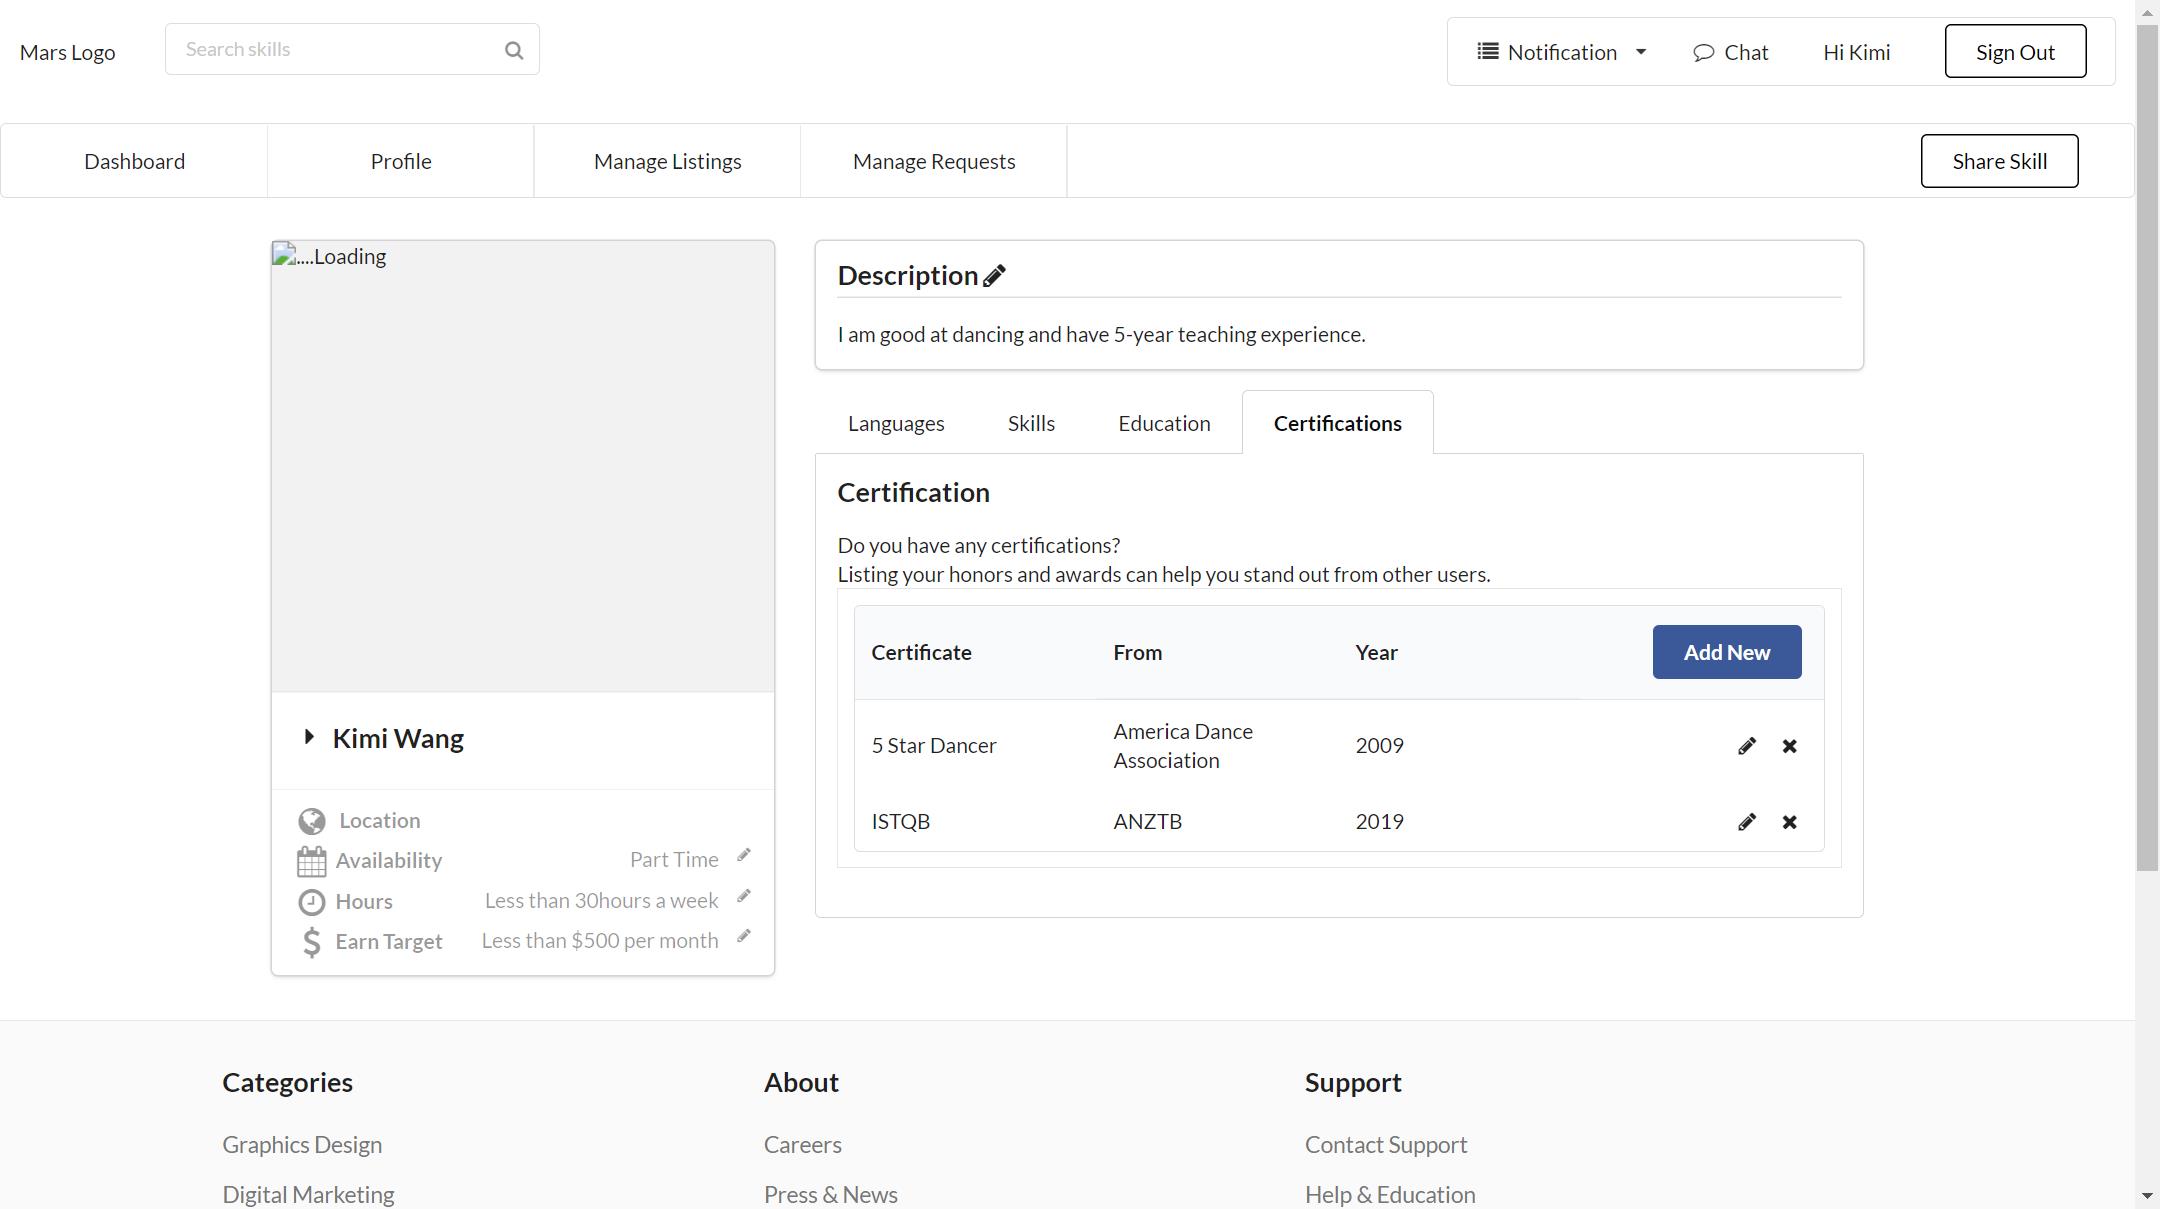 Mars Logo
Search skills
Notification
Chat
Hi Kimi
Sign Out
Dashboard
Profile
Manage Listings
Manage Requests
Share Skill
....Loading
Kimi Wang
Location
Availability
Part Time
Hours
Less than 30hours a week
Earn Target
Less than $500 per month
Description
I am good at dancing and have 5-year teaching experience.
Languages
Skills
Education
Certifications
Certification
Do you have any certifications?
Listing your honors and awards can help you stand out from other users.
Certificate
From
Year
Add New
5 Star Dancer
America Dance
Association
2009
ISTQB
ANZTB
2019
Categories
Graphics Design
Digital Marketing
About
Careers
Press & News
Support
Contact Support
Help & Education